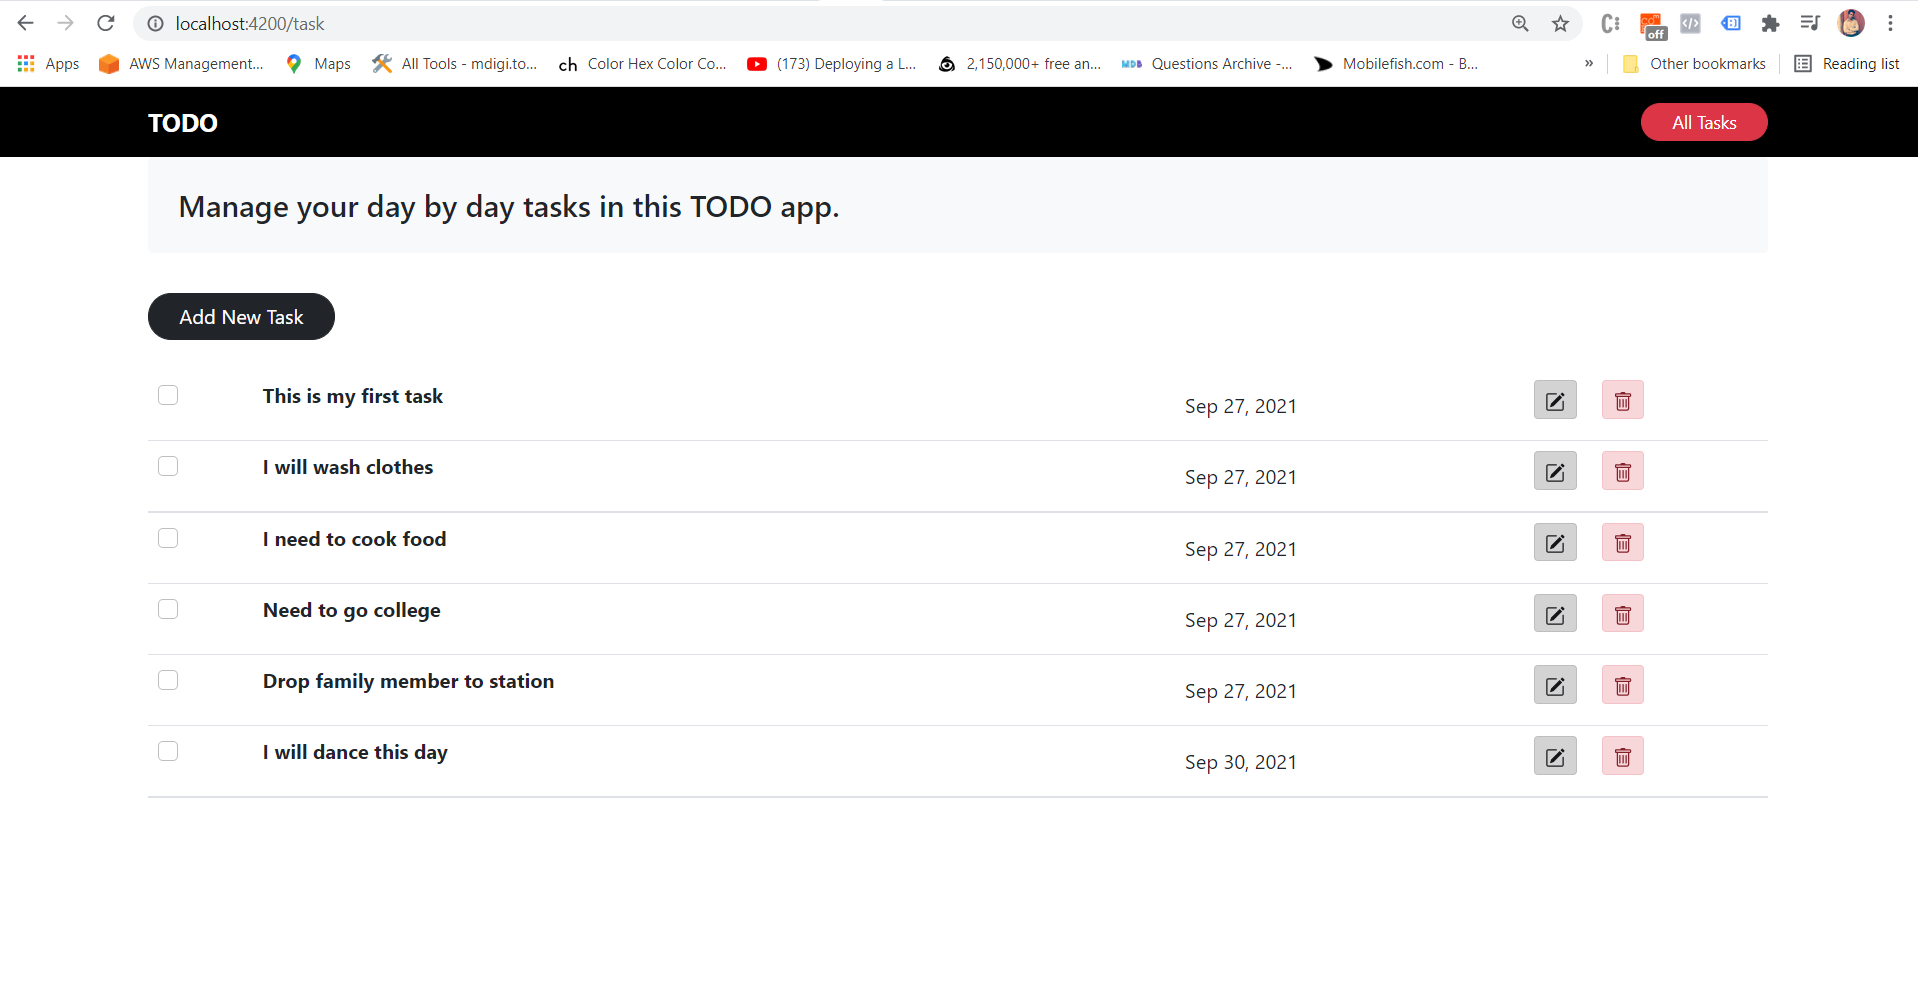 localhost:4200/task
off
Apps AWS Management... Maps All Tools - mdigi.to... ch Color Hex Color Co... (173) Deploying a L... 2,150,000+ free an... MDB Questions Archive -... Mobilefish.com - B... » Other bookmarks Reading list
TODO All Tasks
Manage your day by day tasks in this TODO app.
Add New Task
This is my first task Sep 27, 2021
I will wash clothes Sep 27, 2021
I need to cook food Sep 27, 2021
Need to go college Sep 27, 2021
Drop family member to station Sep 27, 2021
I will dance this day Sep 30, 2021